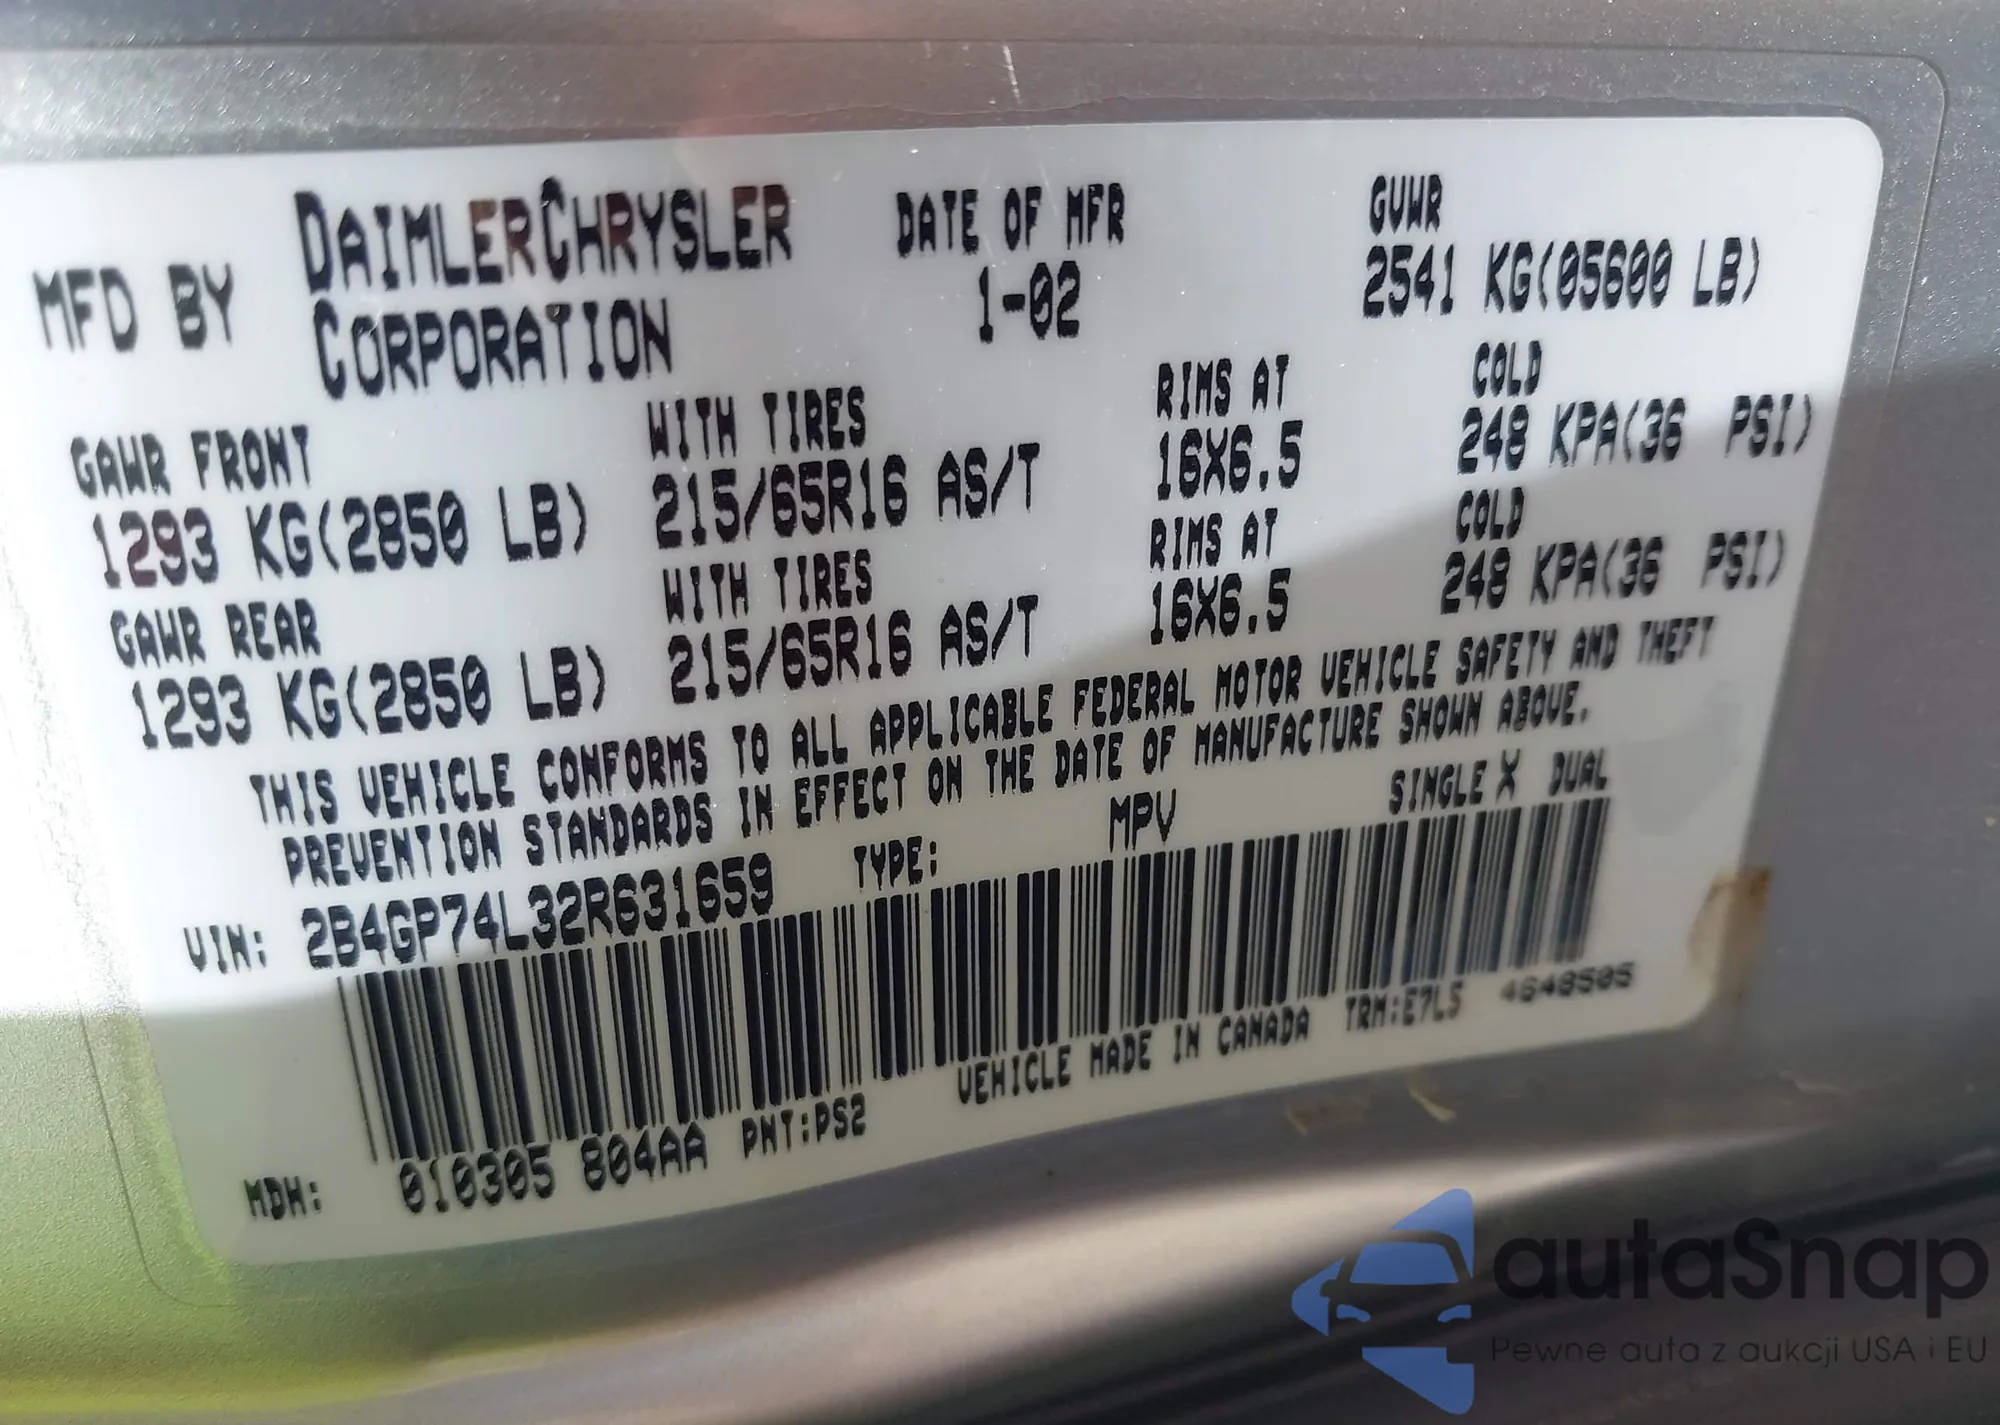 MFD BY DAIMLERCHRYSLER CORPORATION DATE OF MFR 1-02 GVWR 2541 KG(05600 LB)
GAWR FRONT WITH TIRES RIMS AT COLD
1293 KG(2850 LB) 215/65R16 AS/T 16X6.5 248 KPA(36 PSI)
GAWR REAR WITH TIRES RIMS AT COLD
1293 KG(2850 LB) 215/65R16 AS/T 16X6.5 248 KPA(36 PSI)
THIS VEHICLE CONFORMS TO ALL APPLICABLE FEDERAL MOTOR VEHICLE SAFETY AND THEFT
PREVENTION STANDARDS IN EFFECT ON THE DATE OF MANUFACTURE SHOWN ABOVE.
VIN: 2B4GP74L32R631659 TYPE: MPV SINGLE X DUAL
MDH: 010305 804AA PNT:PS2 VEHICLE MADE IN CANADA TRM:E7L5 4648505
autaSnap
Pewne auta z aukcji USA i EU